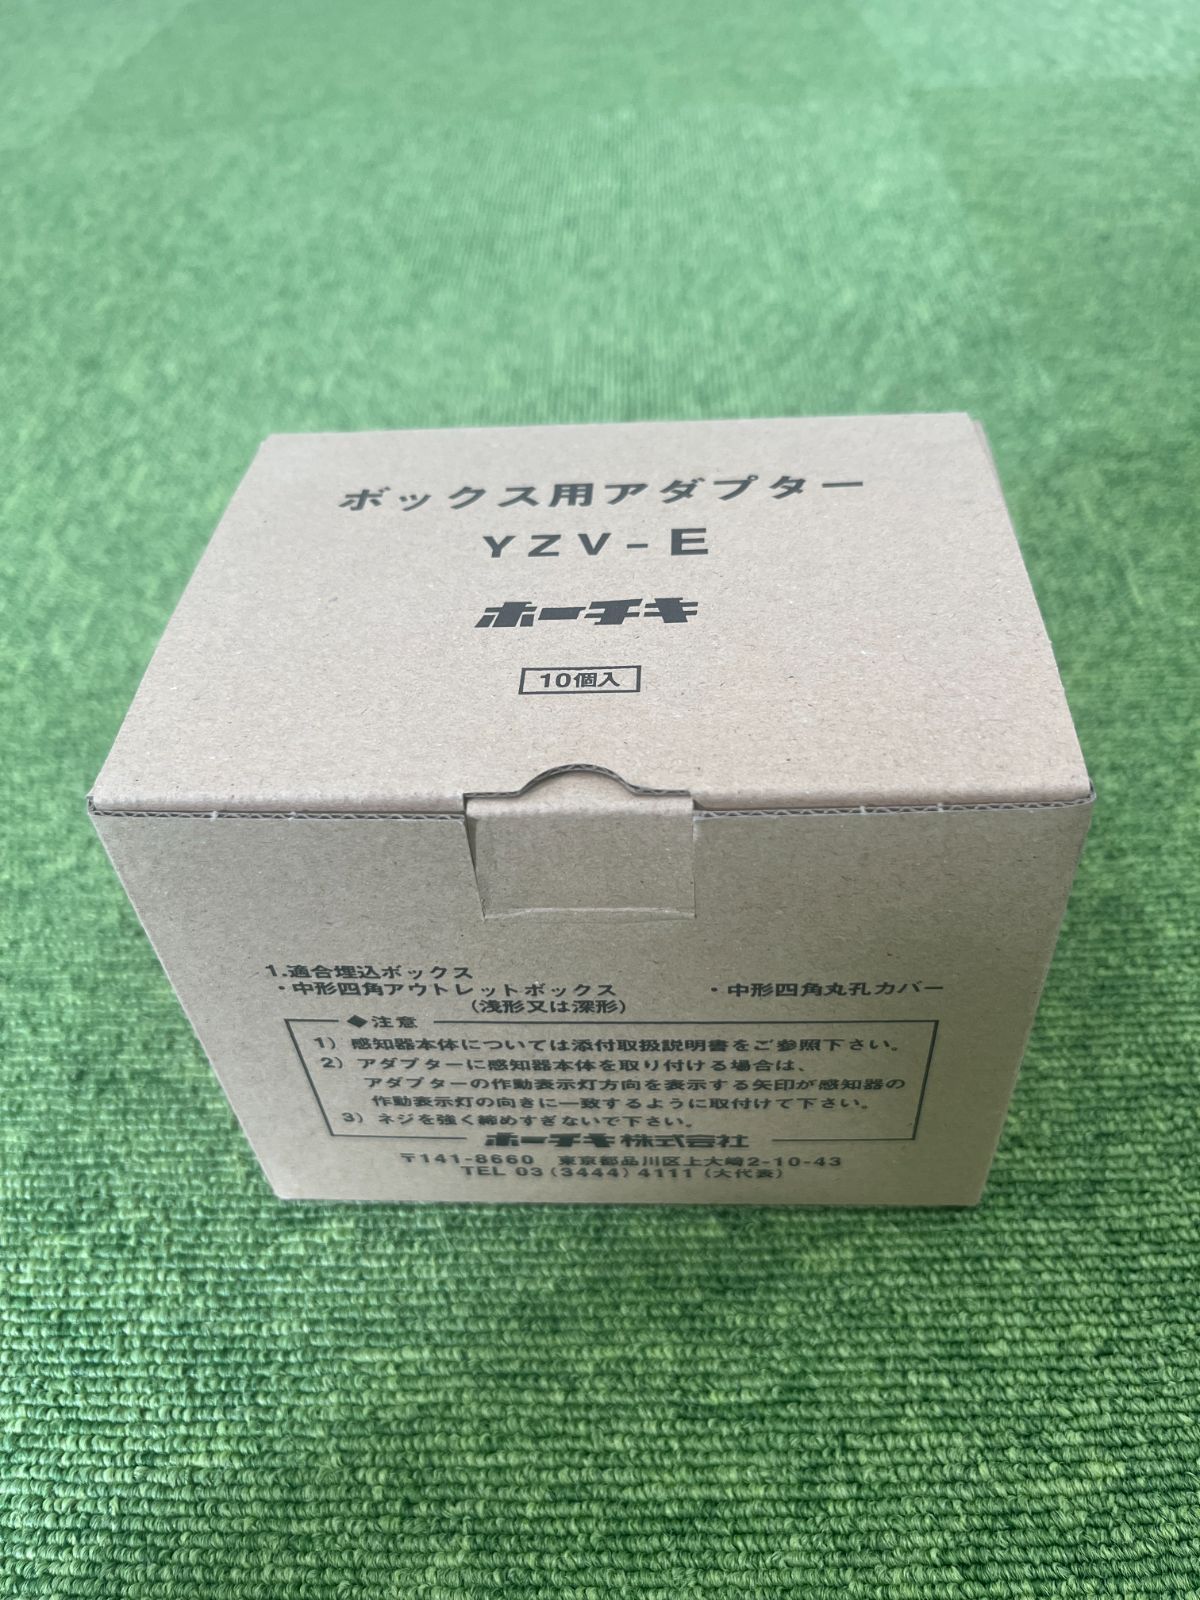 ボックス用アダプター
YZV-E
ホーチキ
10個入
1.適合埋込ボックス
・中形四角アウトレットボックス ・中形四角丸孔カバー
(浅形又は深形)
◆注意
1) 感知器本体については添付取扱説明書をご参照下さい。
2) アダプターに感知器本体を取り付ける場合は、
アダプターの作動表示灯方向を表示する矢印が感知器の
作動表示灯の向きに一致するように取付けて下さい。
3) ネジを強く締めすぎないで下さい。
ホーチキ株式会社
〒141-8660 東京都品川区上大崎2-10-43
TEL 03(3444)4111(大代表)